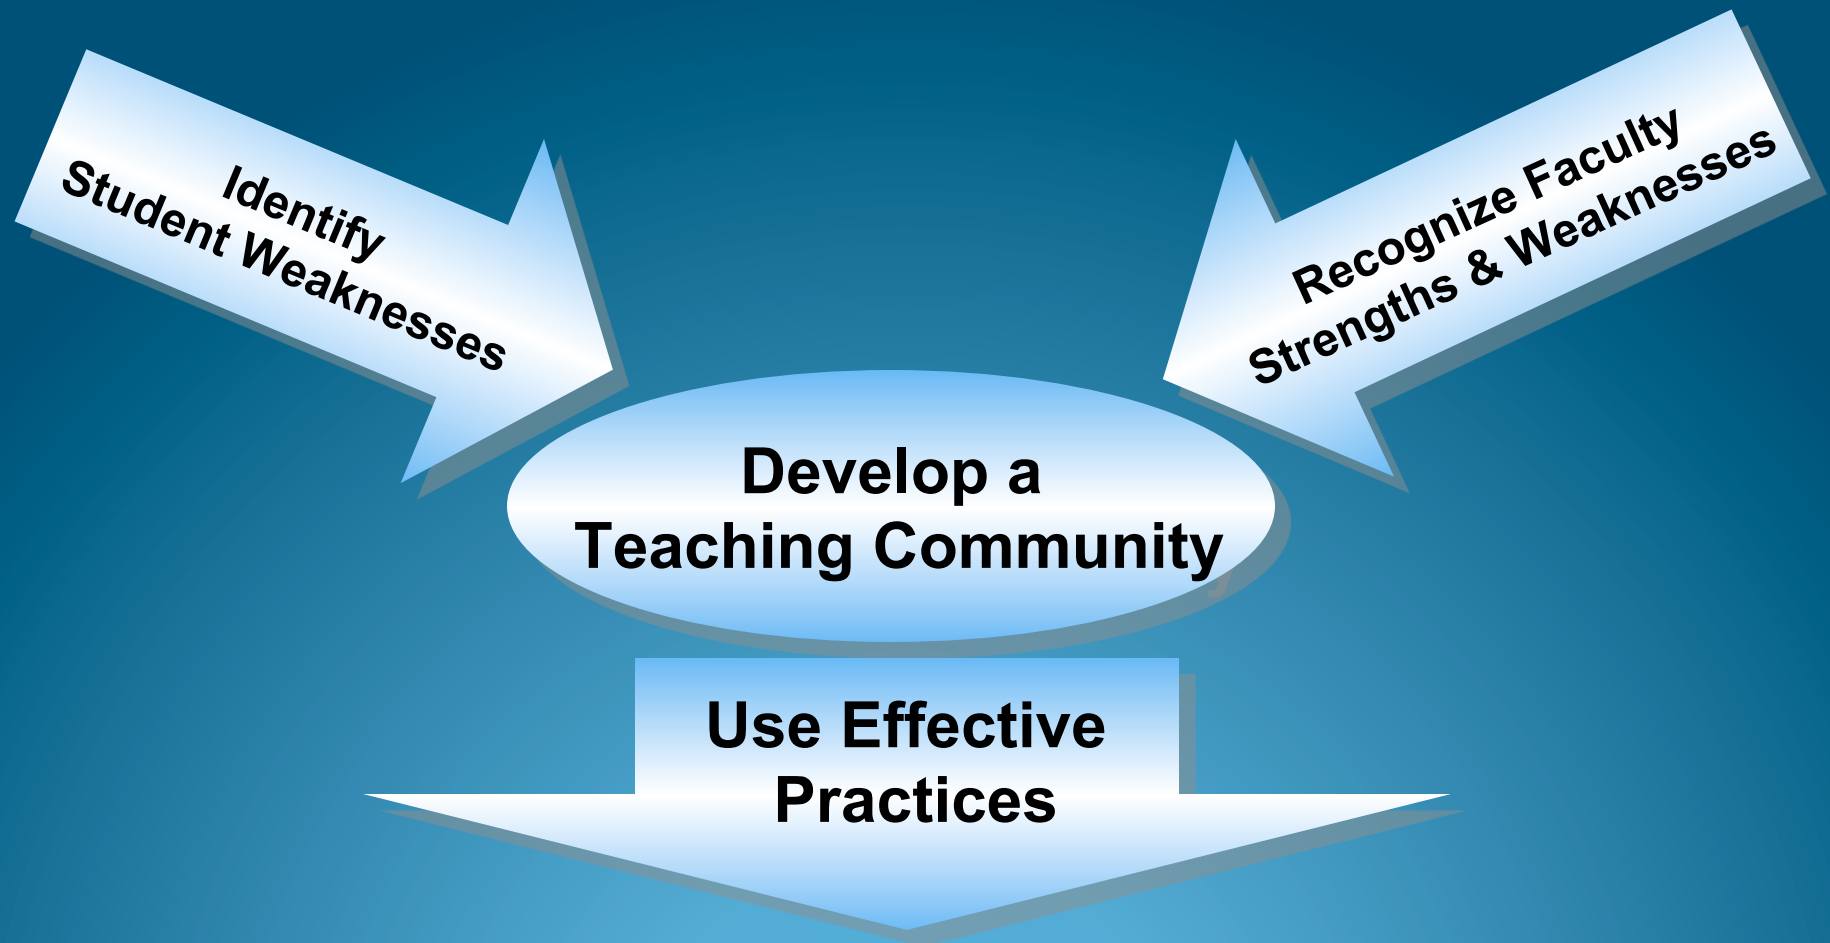 Identify
Student Weaknesses
Recognize Faculty
Strengths & Weaknesses
Develop a
Teaching Community
Use Effective
Practices